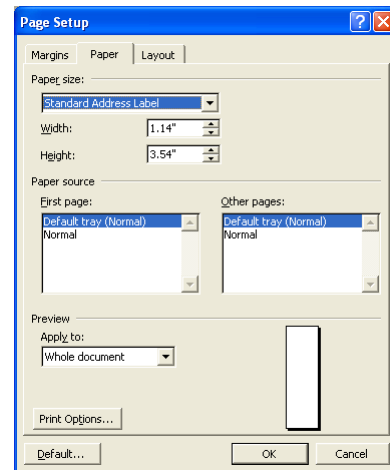 Page Setup
Margins Paper Layout
Paper size:
Standard Address Label
Width: 1.14"
Height: 3.54"
Paper source
First page: Other pages:
Default tray (Normal) Default tray (Normal)
Normal Normal
Preview
Apply to:
Whole document
Print Options...
Default... OK Cancel